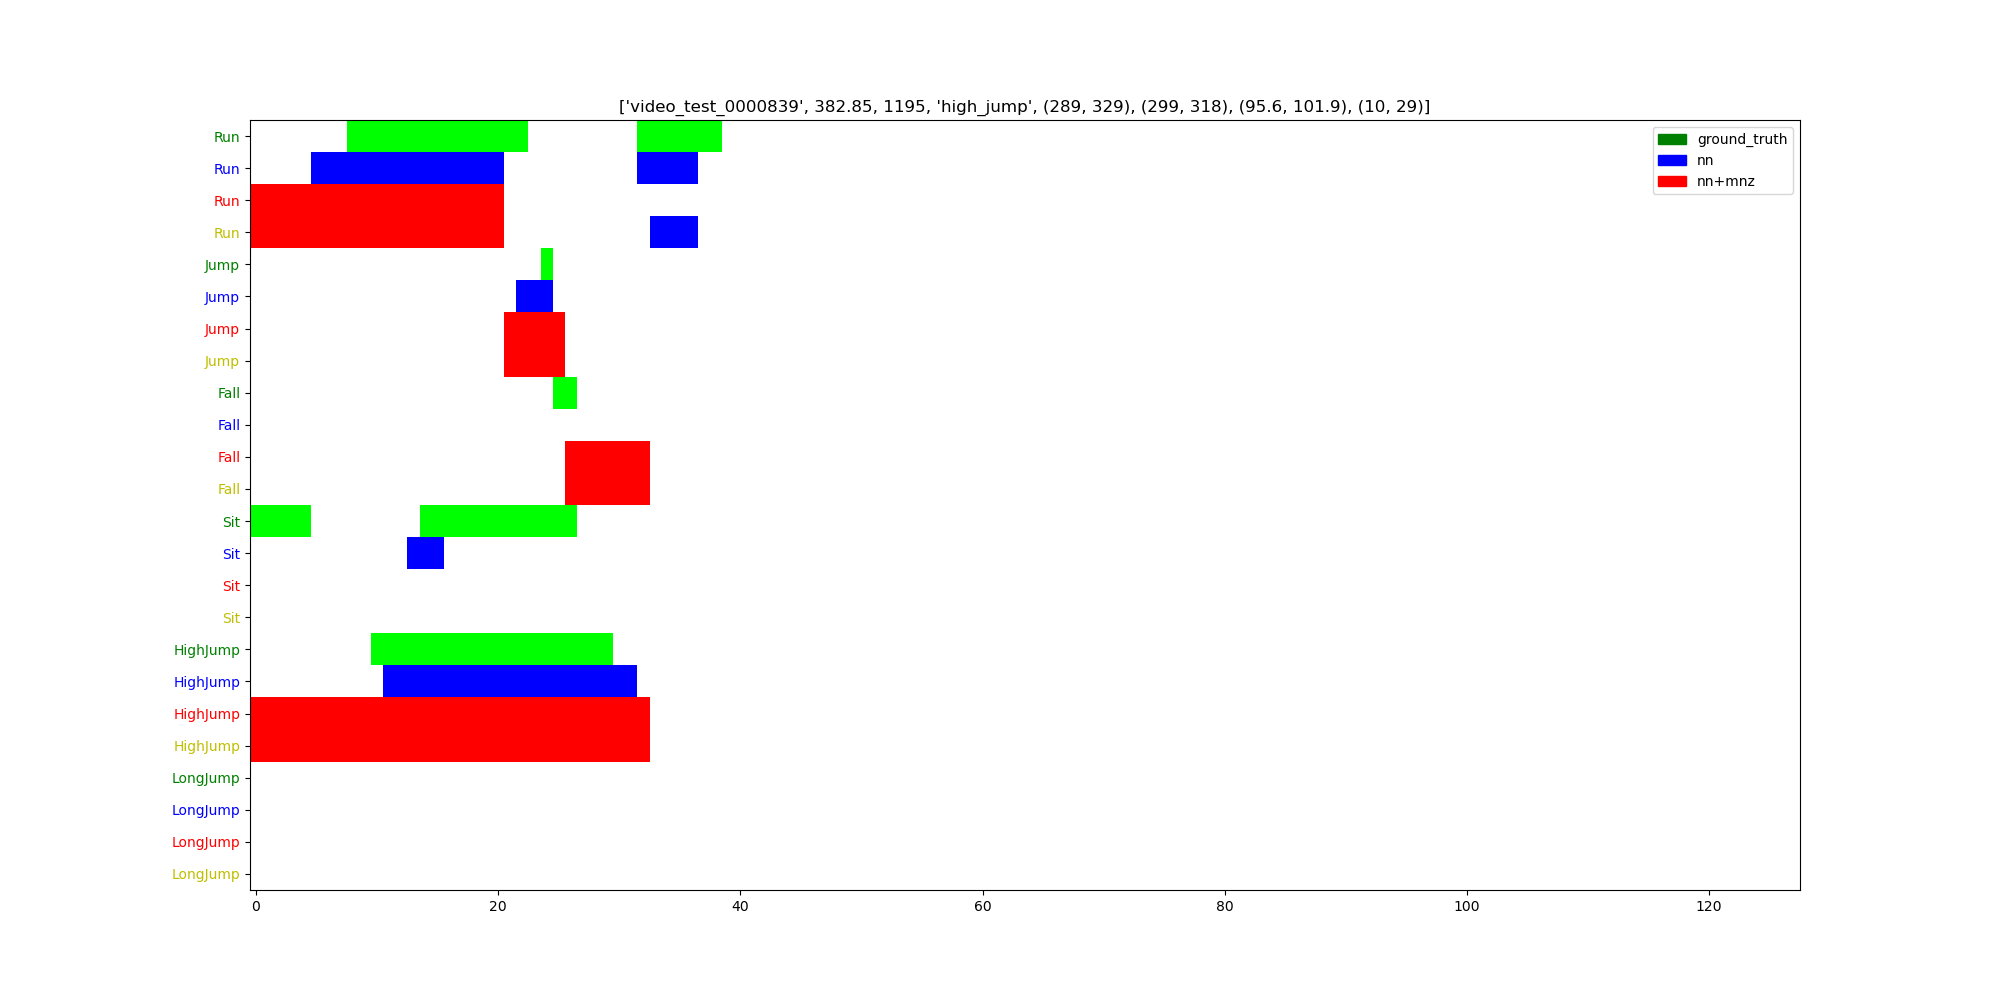 ['video_test_0000839', 382.85, 1195, 'high_jump', (289, 329), (299, 318), (95.6, 101.9), (10, 29)]
ground_truth
nn
nn+mnz
Run
Run
Run
Run
Jump
Jump
Jump
Jump
Fall
Fall
Fall
Fall
Sit
Sit
Sit
Sit
HighJump
HighJump
HighJump
HighJump
LongJump
LongJump
LongJump
LongJump
0 20 40 60 80 100 120